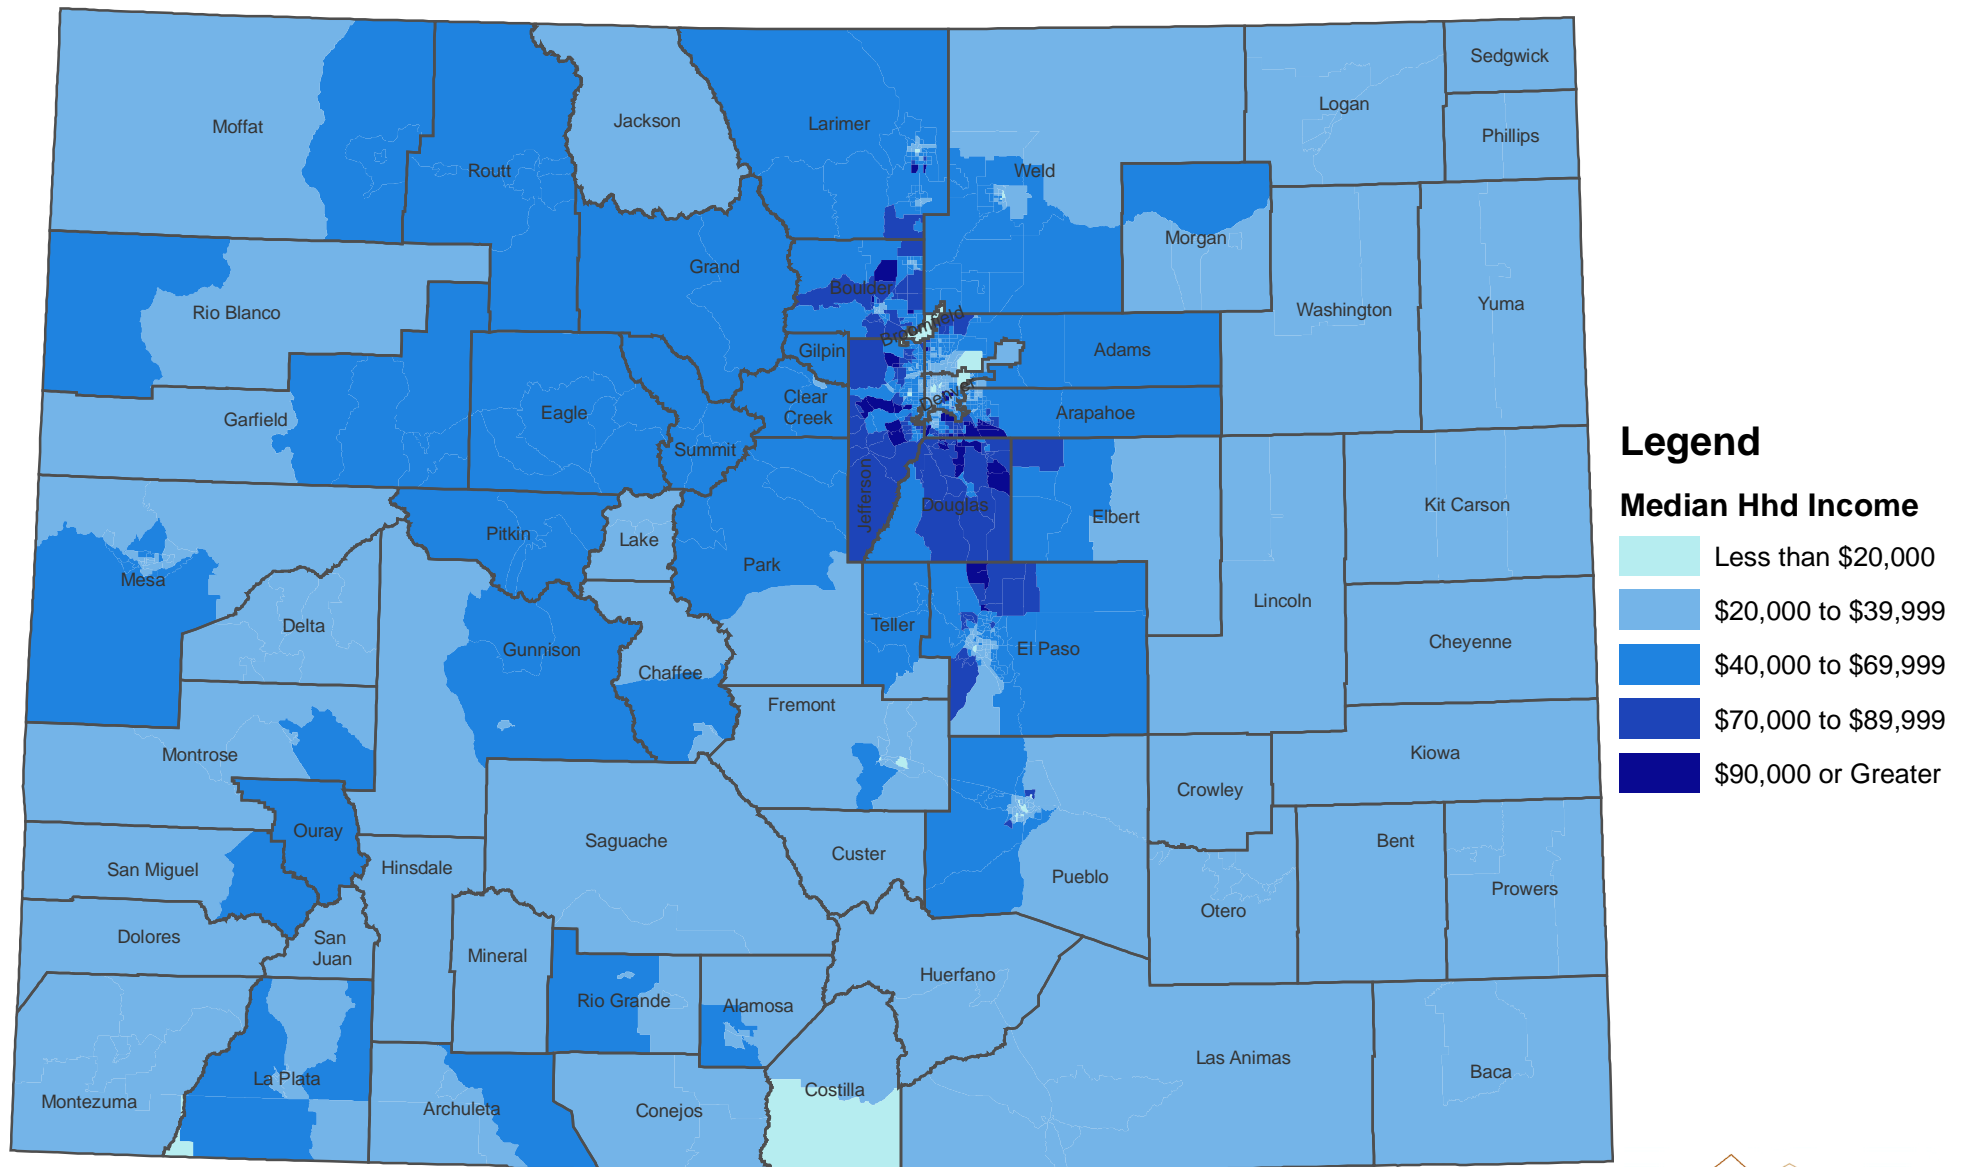 Sedgwick
Logan
Jackson
Larimer
Moffat
Phillips
Routt
Weld
Morgan
Grand
Boulder
Rio Blanco
Washington
Yuma
Broomfield
Gilpin
Adams
Clear
Creek
Denver
Arapahoe
Garfield
Eagle
Summit
Legend
Jefferson
Douglas
Elbert
Kit Carson
Median Hhd Income
Pitkin
Lake
Park
Less than $20,000
Mesa
Lincoln
$20,000 to $39,999
Delta
Teller
Gunnison
El Paso
Cheyenne
$40,000 to $69,999
Chaffee
Fremont
$70,000 to $89,999
Montrose
Kiowa
$90,000 or Greater
Crowley
Ouray
Saguache
Bent
Custer
San Miguel
Hinsdale
Pueblo
Prowers
Otero
Dolores
San
Juan
Mineral
Huerfano
Rio Grande
Alamosa
Las Animas
Baca
La Plata
Costilla
Montezuma
Archuleta
Conejos